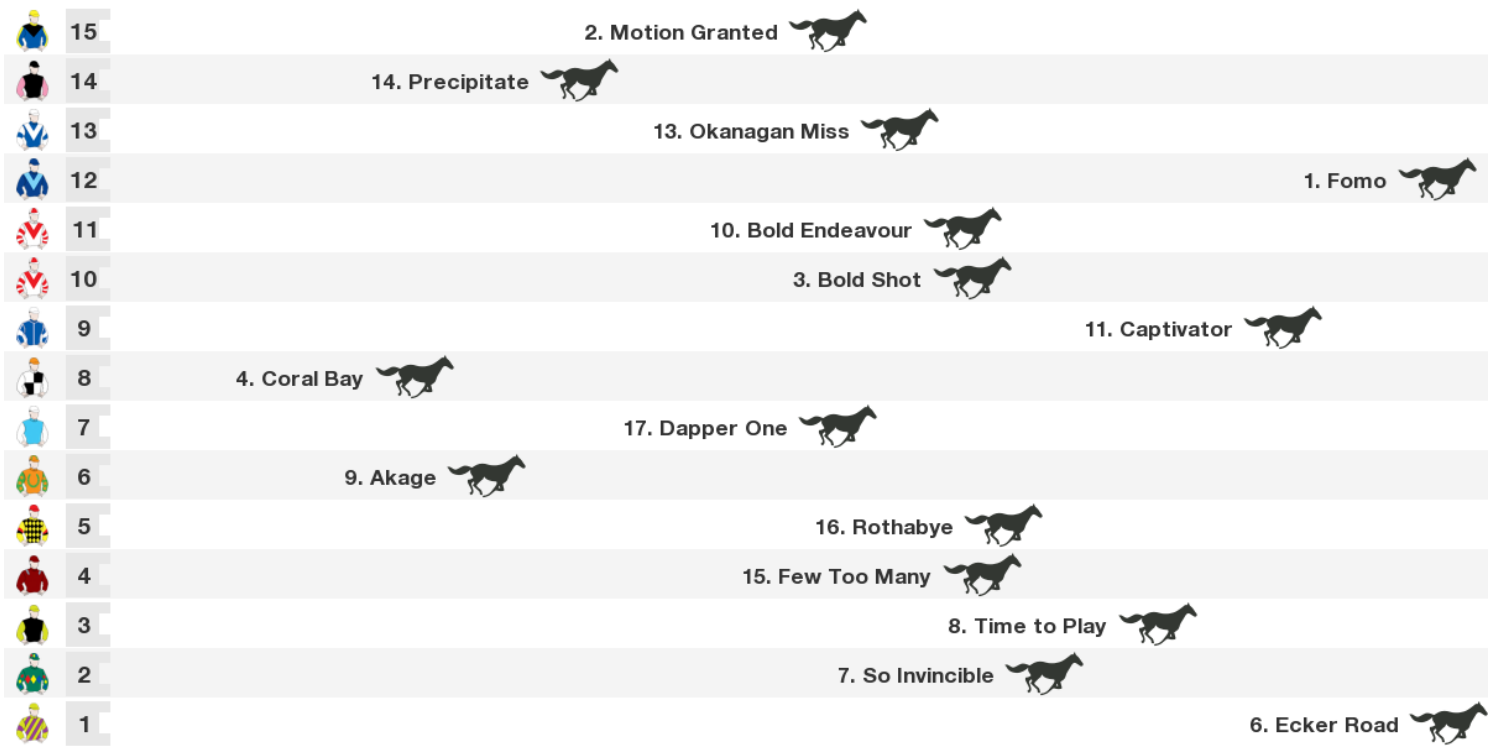 15 2. Motion Granted
14 14. Precipitate
13 13. Okanagan Miss
12 1. Fomo
11 10. Bold Endeavour
10 3. Bold Shot
9 11. Captivator
8 4. Coral Bay
7 17. Dapper One
6 9. Akage
5 16. Rothabye
4 15. Few Too Many
3 8. Time to Play
2 7. So Invincible
1 6. Ecker Road